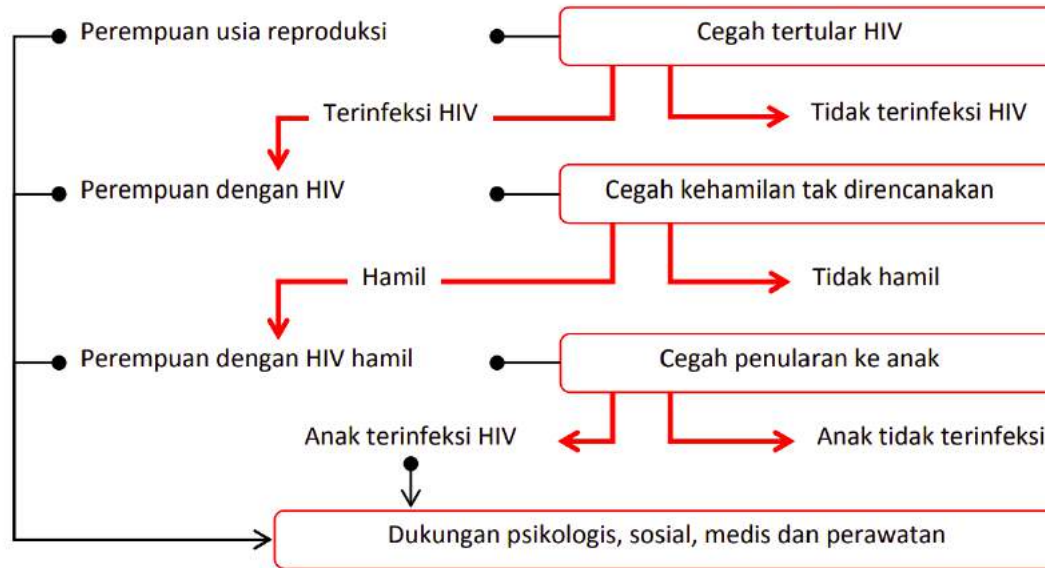 Perempuan usia reproduksi
Cegah tertular HIV
Terinfeksi HIV
Tidak terinfeksi HIV
Perempuan dengan HIV
Cegah kehamilan tak direncanakan
Hamil
Tidak hamil
Perempuan dengan HIV hamil
Cegah penularan ke anak
Anak terinfeksi HIV
Anak tidak terinfeksi
Dukungan psikologis, sosial, medis dan perawatan